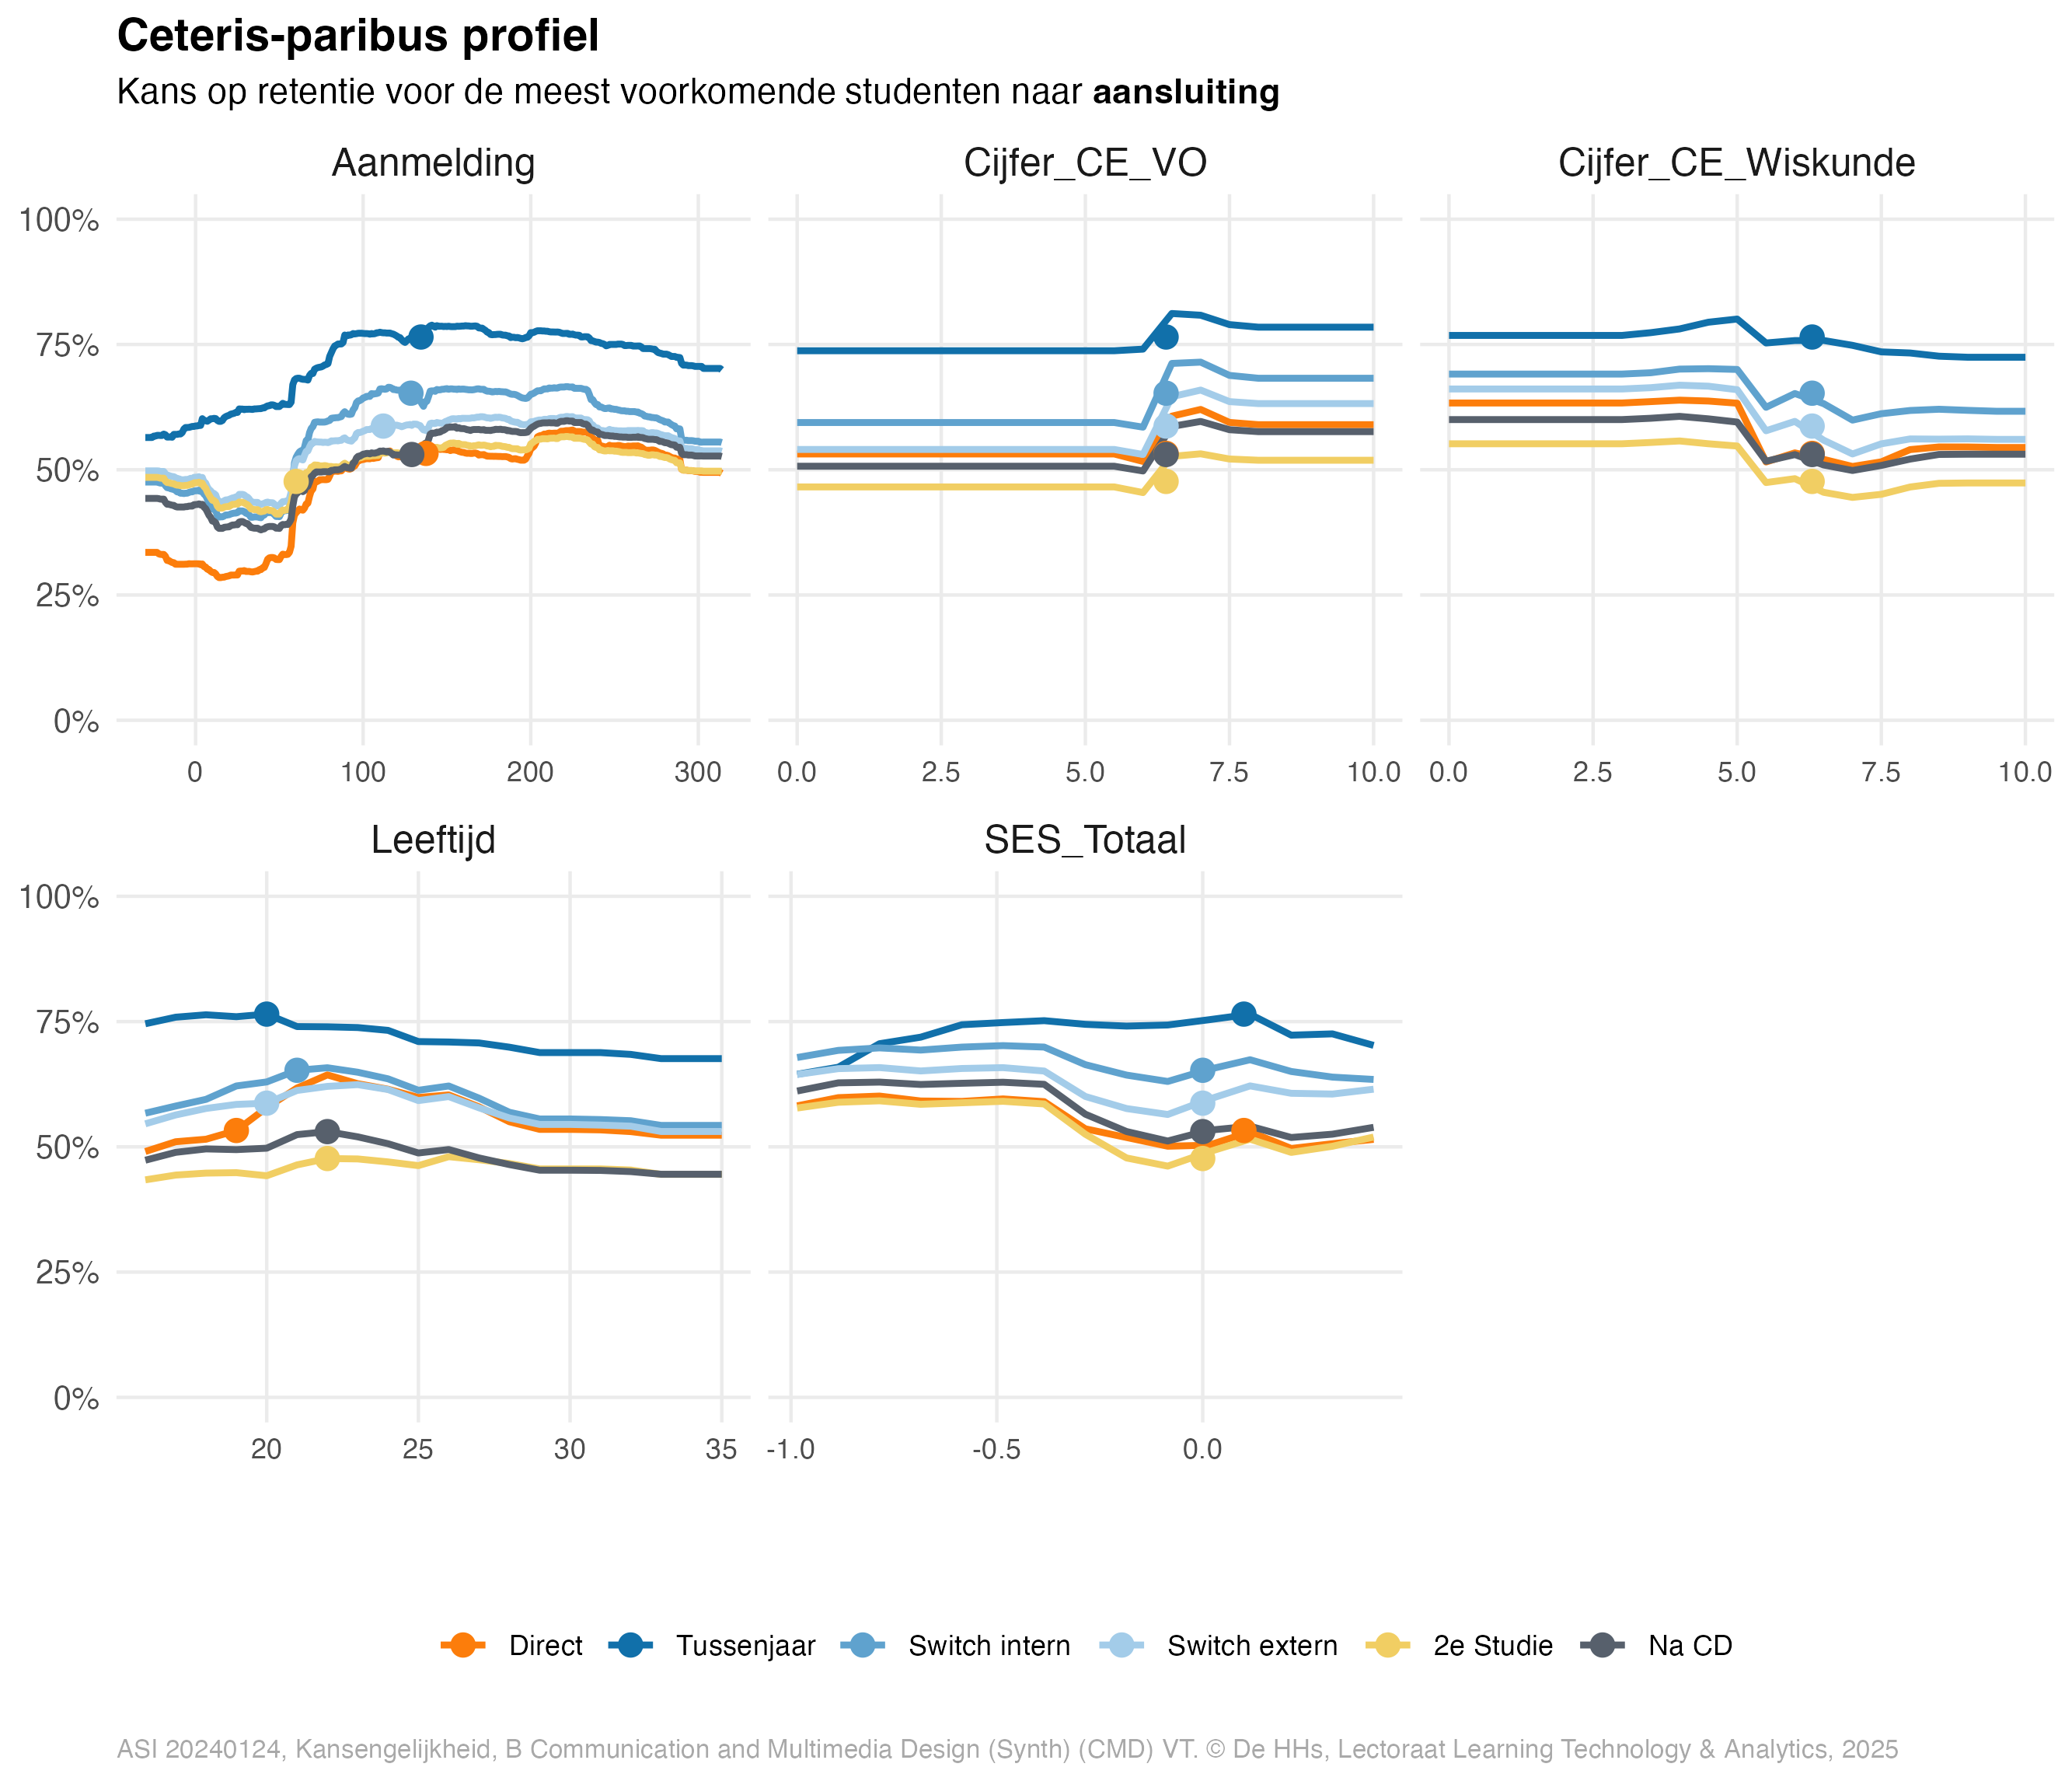 Ceteris-paribus profiel
Kans op retentie voor de meest voorkomende studenten naar aansluiting
Aanmelding
Cijfer_CE_VO
Cijfer_CE_Wiskunde
100%
75%
50%
25%
0%
0 100 200 300
0.0 2.5 5.0 7.5 10.0
0.0 2.5 5.0 7.5 10.0
Leeftijd
SES_Totaal
100%
75%
50%
25%
0%
20 25 30 35
-1.0 -0.5 0.0
Direct Tussenjaar Switch intern Switch extern 2e Studie Na CD
ASI 20240124, Kansengelijkheid, B Communication and Multimedia Design (Synth) (CMD) VT. © De HHs, Lectoraat Learning Technology & Analytics, 2025